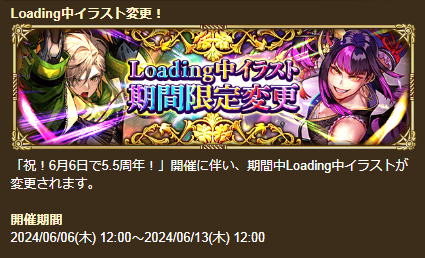 Loading中イラスト変更！
Loading中イラスト
期間限定変更
「祝！6月6日で5.5周年！」開催に伴い、期間中Loading中イラストが
変更されます。
開催期間
2024/06/06(木) 12:00～2024/06/13(木) 12:00